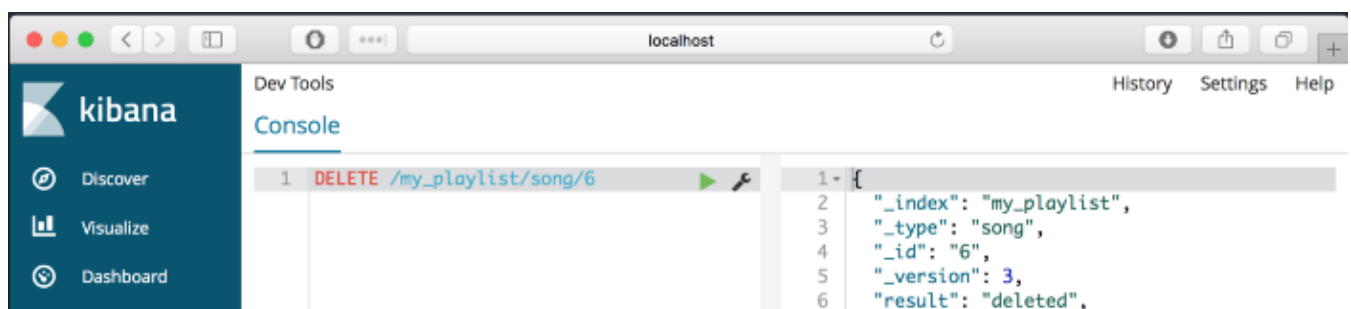 localhost
kibana
Discover
Visualize
Dashboard
Dev Tools
History Settings Help
Console
1 DELETE /my_playlist/song/6
1 {
2 "_index": "my_playlist",
3 "_type": "song",
4 "_id": "6",
5 "_version": 3,
6 "result": "deleted",